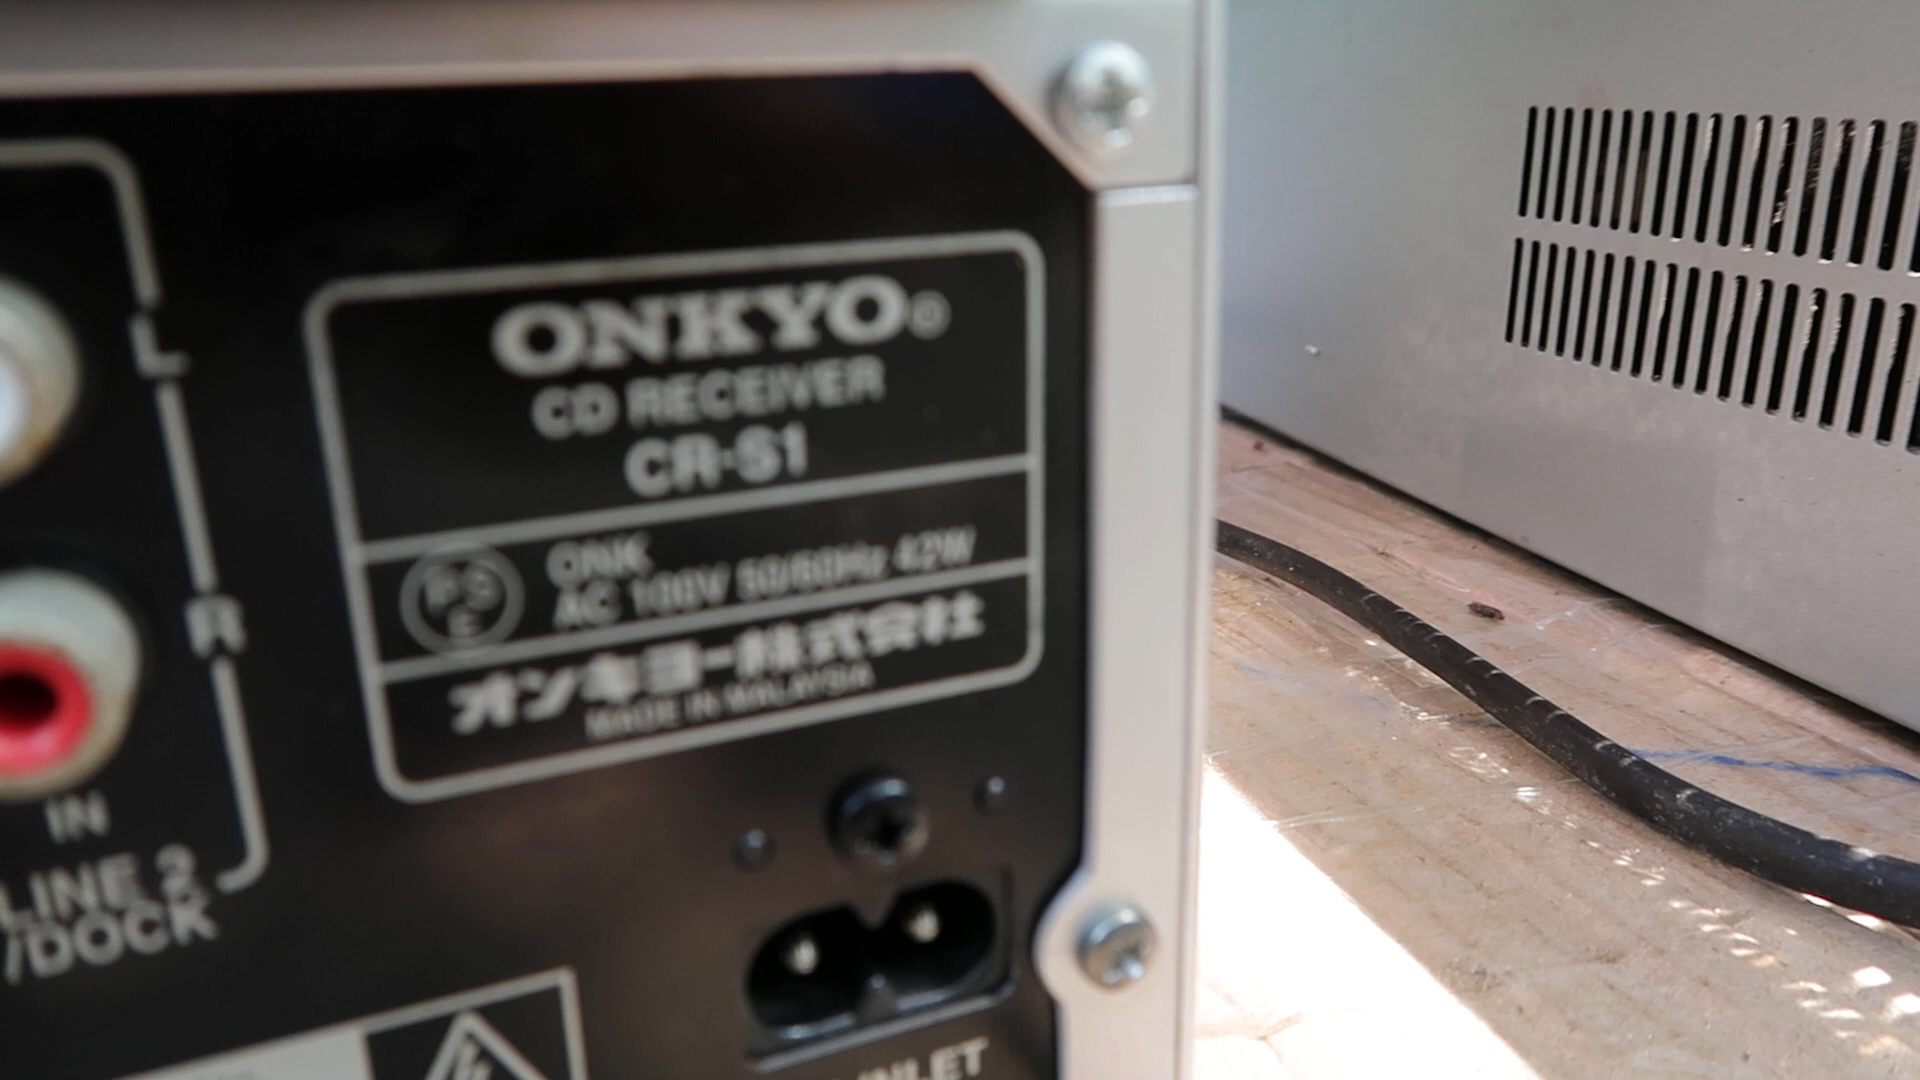 L
R
IN
LINE 2
/DOCK
ONKYO®
CD RECEIVER
CR-S1
PS
E
ONK
AC 100V 50/60Hz 42W
オンキヨー株式会社
MADE IN MALAYSIA
INLET